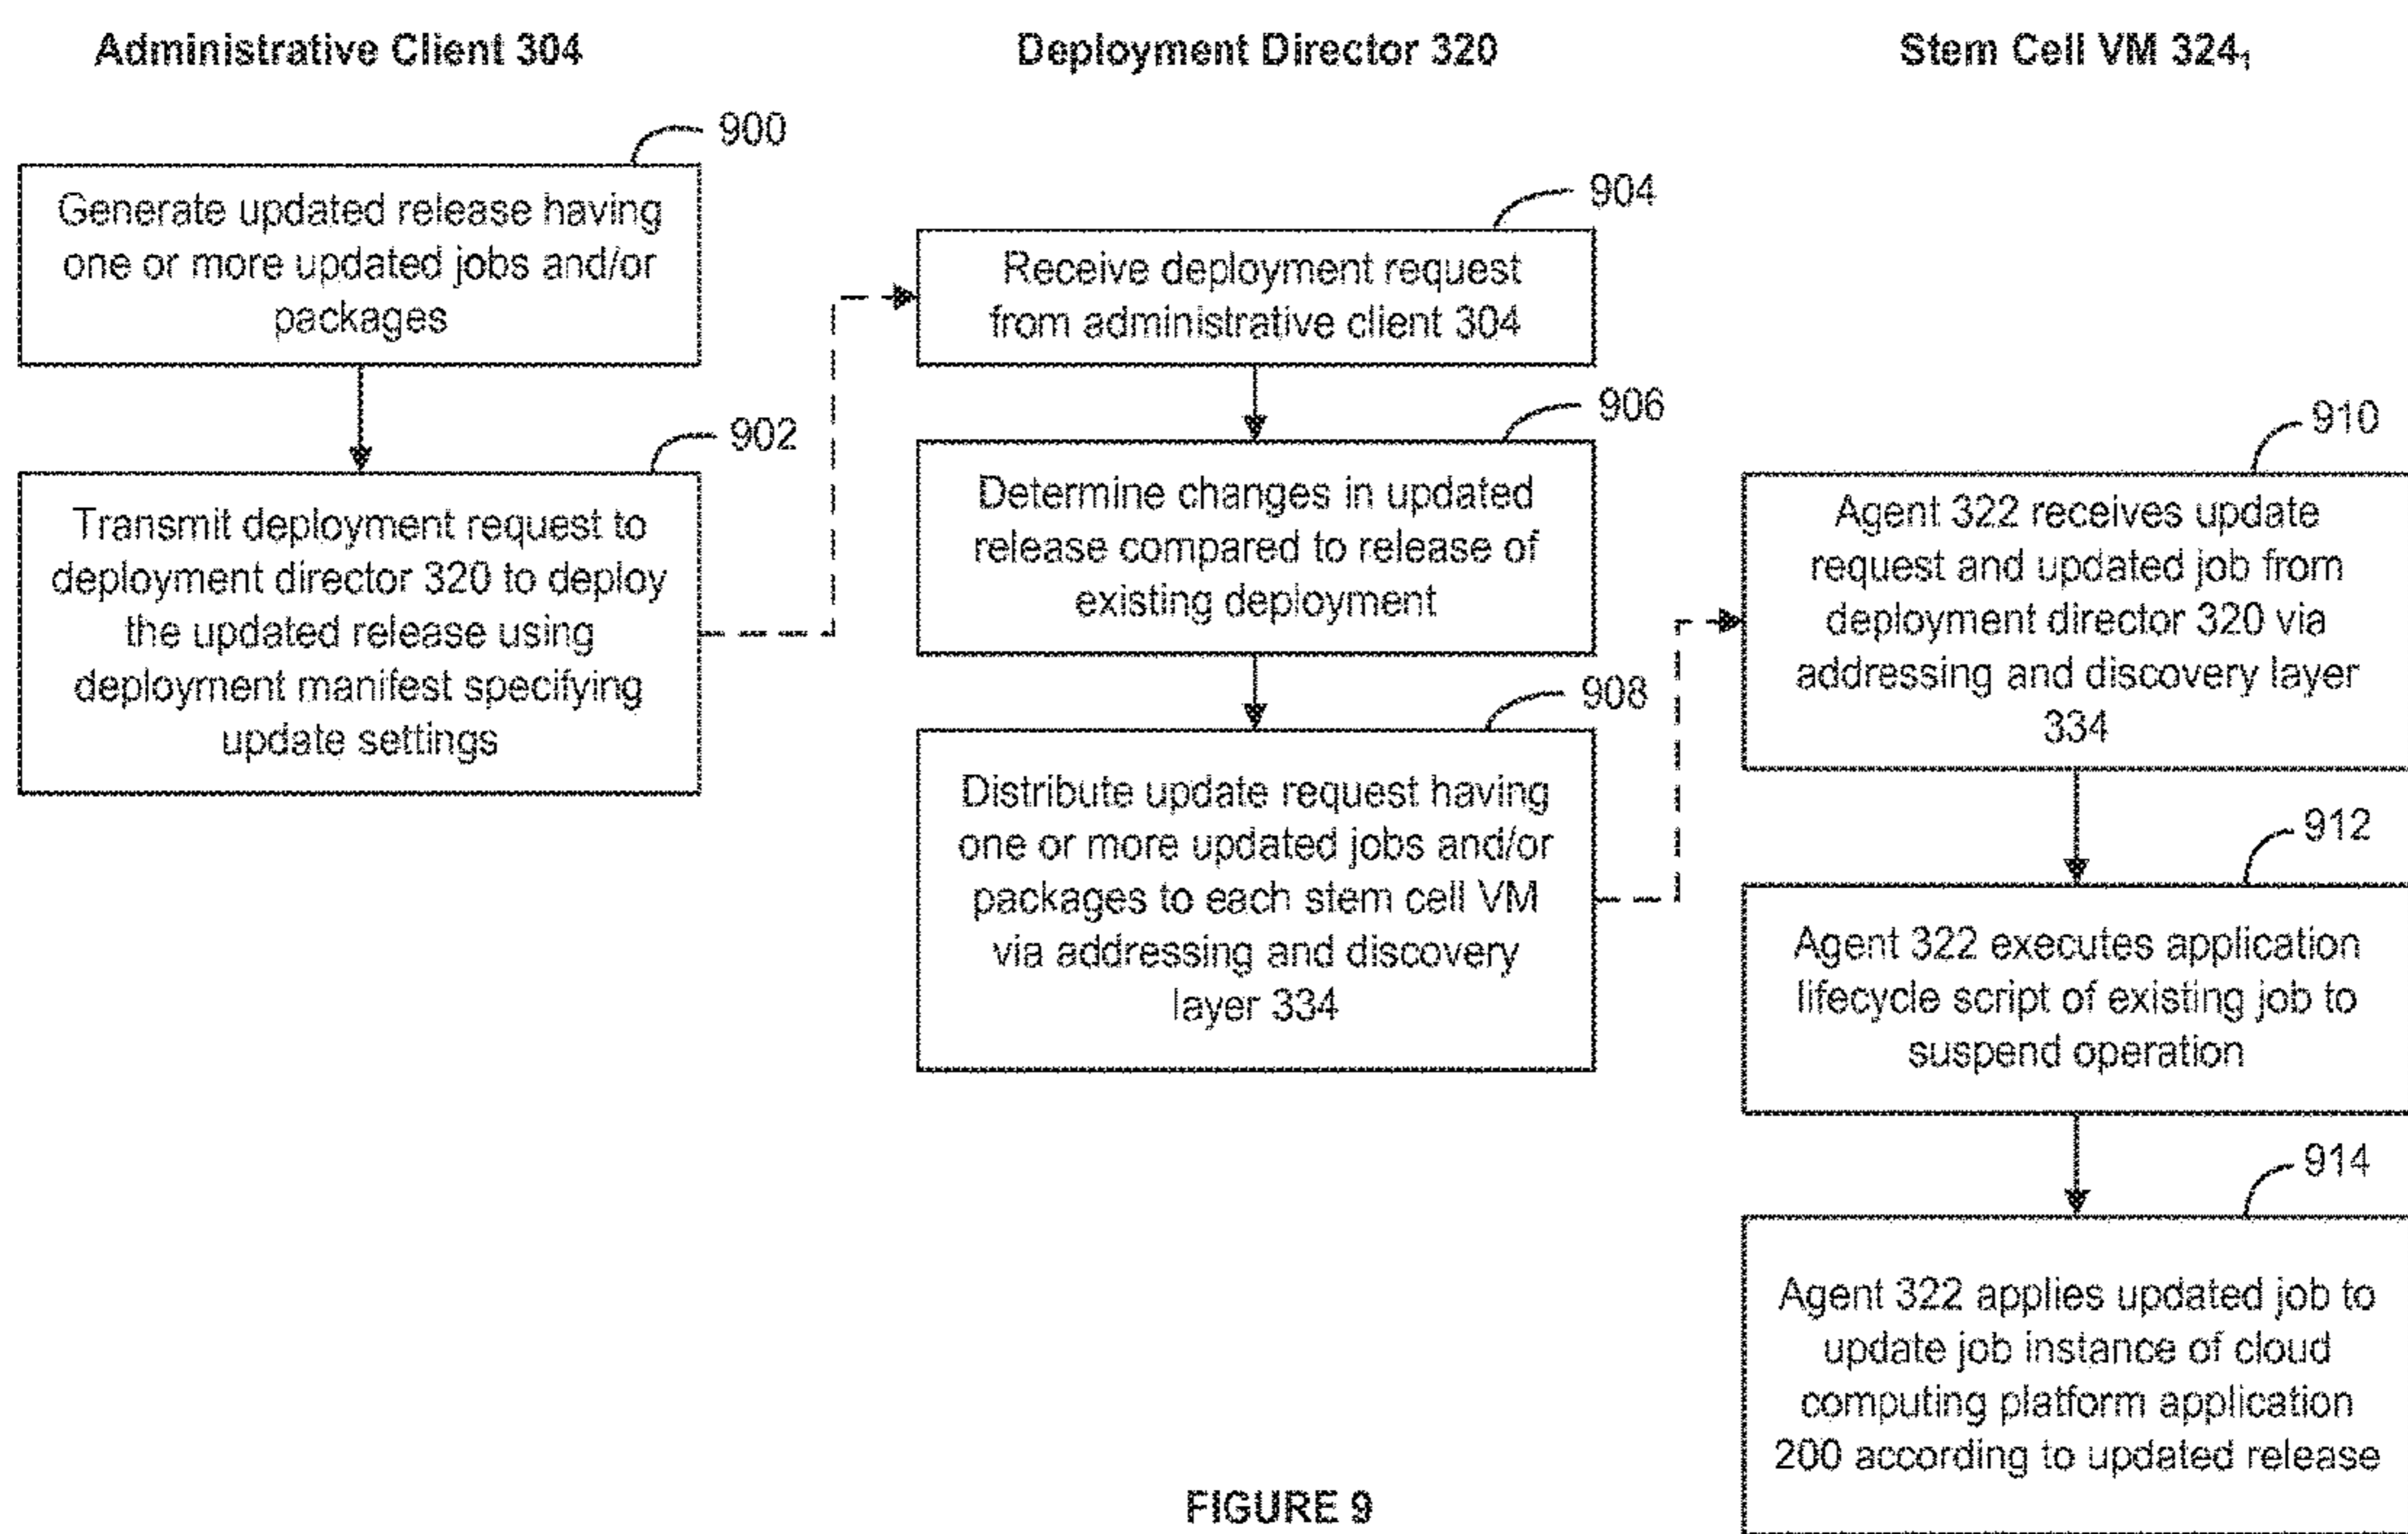 Administrative Client 304
900
Generate updated release having
one or more updated jobs and/or
packages
902
Transmit deployment request to
deployment director 320 to deploy
the updated release using
deployment manifest specifying
update settings
Deployment Director 320
904
Receive deployment request
from administrative client 304
906
Determine changes in updated
release compared to release of
existing deployment
908
Distribute update request having
one or more updated jobs and/or
packages to each stem cell VM
via addressing and discovery
layer 334
Stem Cell VM 324₁
910
Agent 322 receives update
request and updated job from
deployment director 320 via
addressing and discovery layer
334
912
Agent 322 executes application
lifecycle script of existing job to
suspend operation
914
Agent 322 applies updated job to
update job instance of cloud
computing platform application
200 according to updated release
FIGURE 9